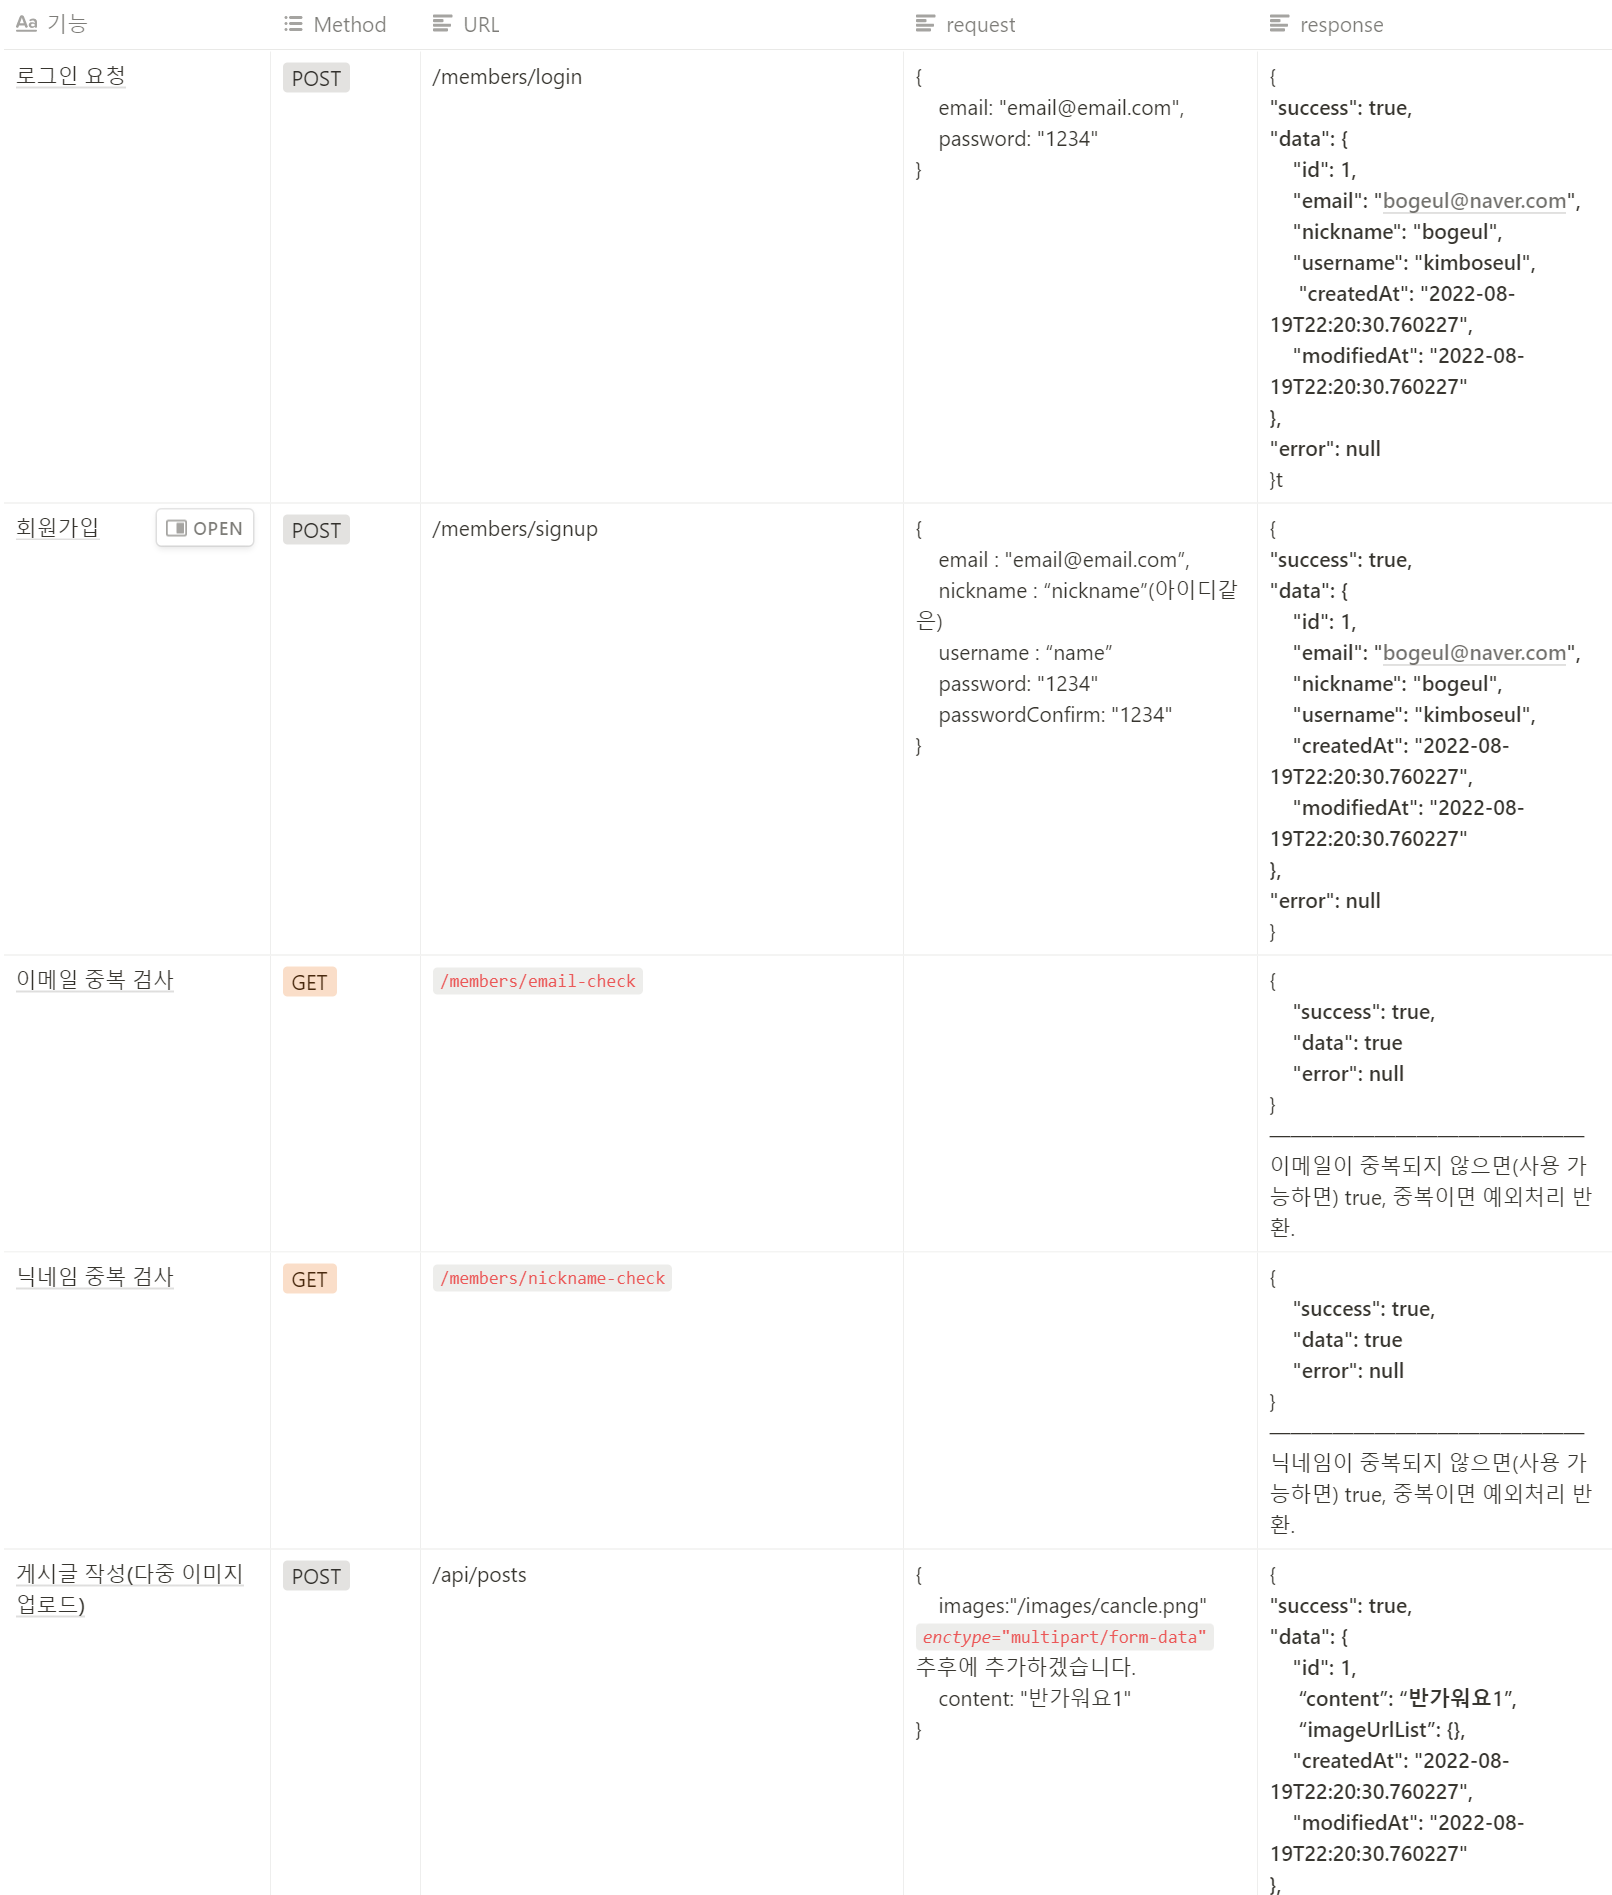 Aa 기능 Method URL request response
로그인 요청 POST /members/login
{
email: "email@email.com",
password: "1234"
}
{
"success": true,
"data": {
"id": 1,
"email": "bogeul@naver.com",
"nickname": "bogeul",
"username": "kimboseul",
"createdAt": "2022-08-
19T22:20:30.760227",
"modifiedAt": "2022-08-
19T22:20:30.760227"
},
"error": null
}t
회원가입 OPEN POST /members/signup
{
email : "email@email.com”,
nickname : “nickname”(아이디같
은)
username : “name”
password: "1234"
passwordConfirm: "1234"
}
{
"success": true,
"data": {
"id": 1,
"email": "bogeul@naver.com",
"nickname": "bogeul",
"username": "kimboseul",
"createdAt": "2022-08-
19T22:20:30.760227",
"modifiedAt": "2022-08-
19T22:20:30.760227"
},
"error": null
}
이메일 중복 검사 GET /members/email-check
{
"success": true,
"data": true
"error": null
}
———————————————
이메일이 중복되지 않으면(사용 가
능하면) true, 중복이면 예외처리 반
환.
닉네임 중복 검사 GET /members/nickname-check
{
"success": true,
"data": true
"error": null
}
———————————————
닉네임이 중복되지 않으면(사용 가
능하면) true, 중복이면 예외처리 반
환.
게시글 작성(다중 이미지
업로드)
POST /api/posts
{
images:"/images/cancle.png"
enctype="multipart/form-data"
추후에 추가하겠습니다.
content: "반가워요1"
}
{
"success": true,
"data": {
"id": 1,
“content”: “반가워요1”,
“imageUrlList”: {},
"createdAt": "2022-08-
19T22:20:30.760227",
"modifiedAt": "2022-08-
19T22:20:30.760227"
},